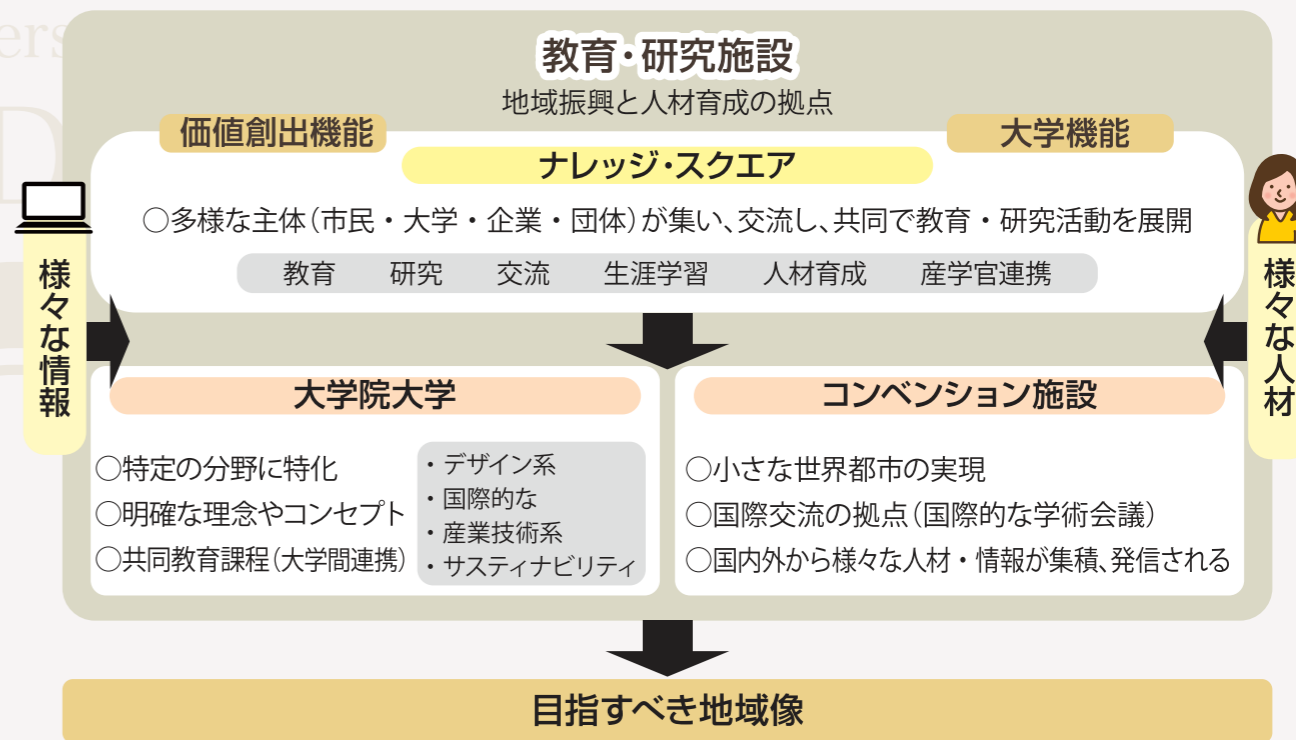 教育・研究施設
地域振興と人材育成の拠点
価値創出機能
大学機能
ナレッジ・スクエア
○多様な主体(市民・大学・企業・団体)が集い、交流し、共同で教育・研究活動を展開
教育 研究 交流 生涯学習 人材育成 産学官連携
様々な情報
様々な人材
大学院大学
○特定の分野に特化
○明確な理念やコンセプト
○共同教育課程(大学間連携)
・デザイン系
・国際的な
・産業技術系
・サスティナビリティ
コンベンション施設
○小さな世界都市の実現
○国際交流の拠点(国際的な学術会議)
○国内外から様々な人材・情報が集積、発信される
目指すべき地域像